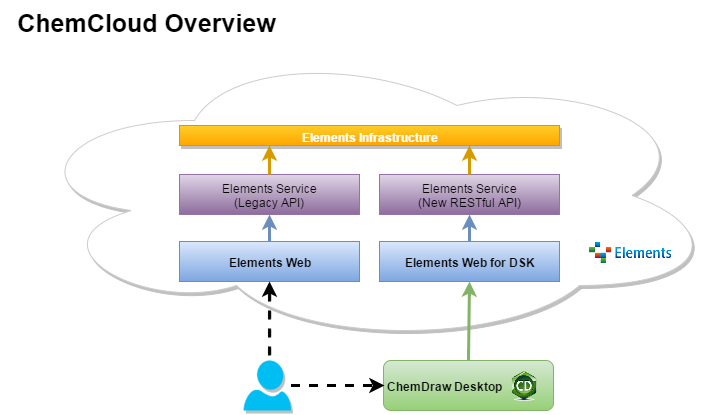 ChemCloud Overview
Elements Infrastructure
Elements Service
(Legacy API)
Elements Service
(New RESTful API)
Elements Web
Elements Web for DSK
Elements
ChemDraw Desktop
CD